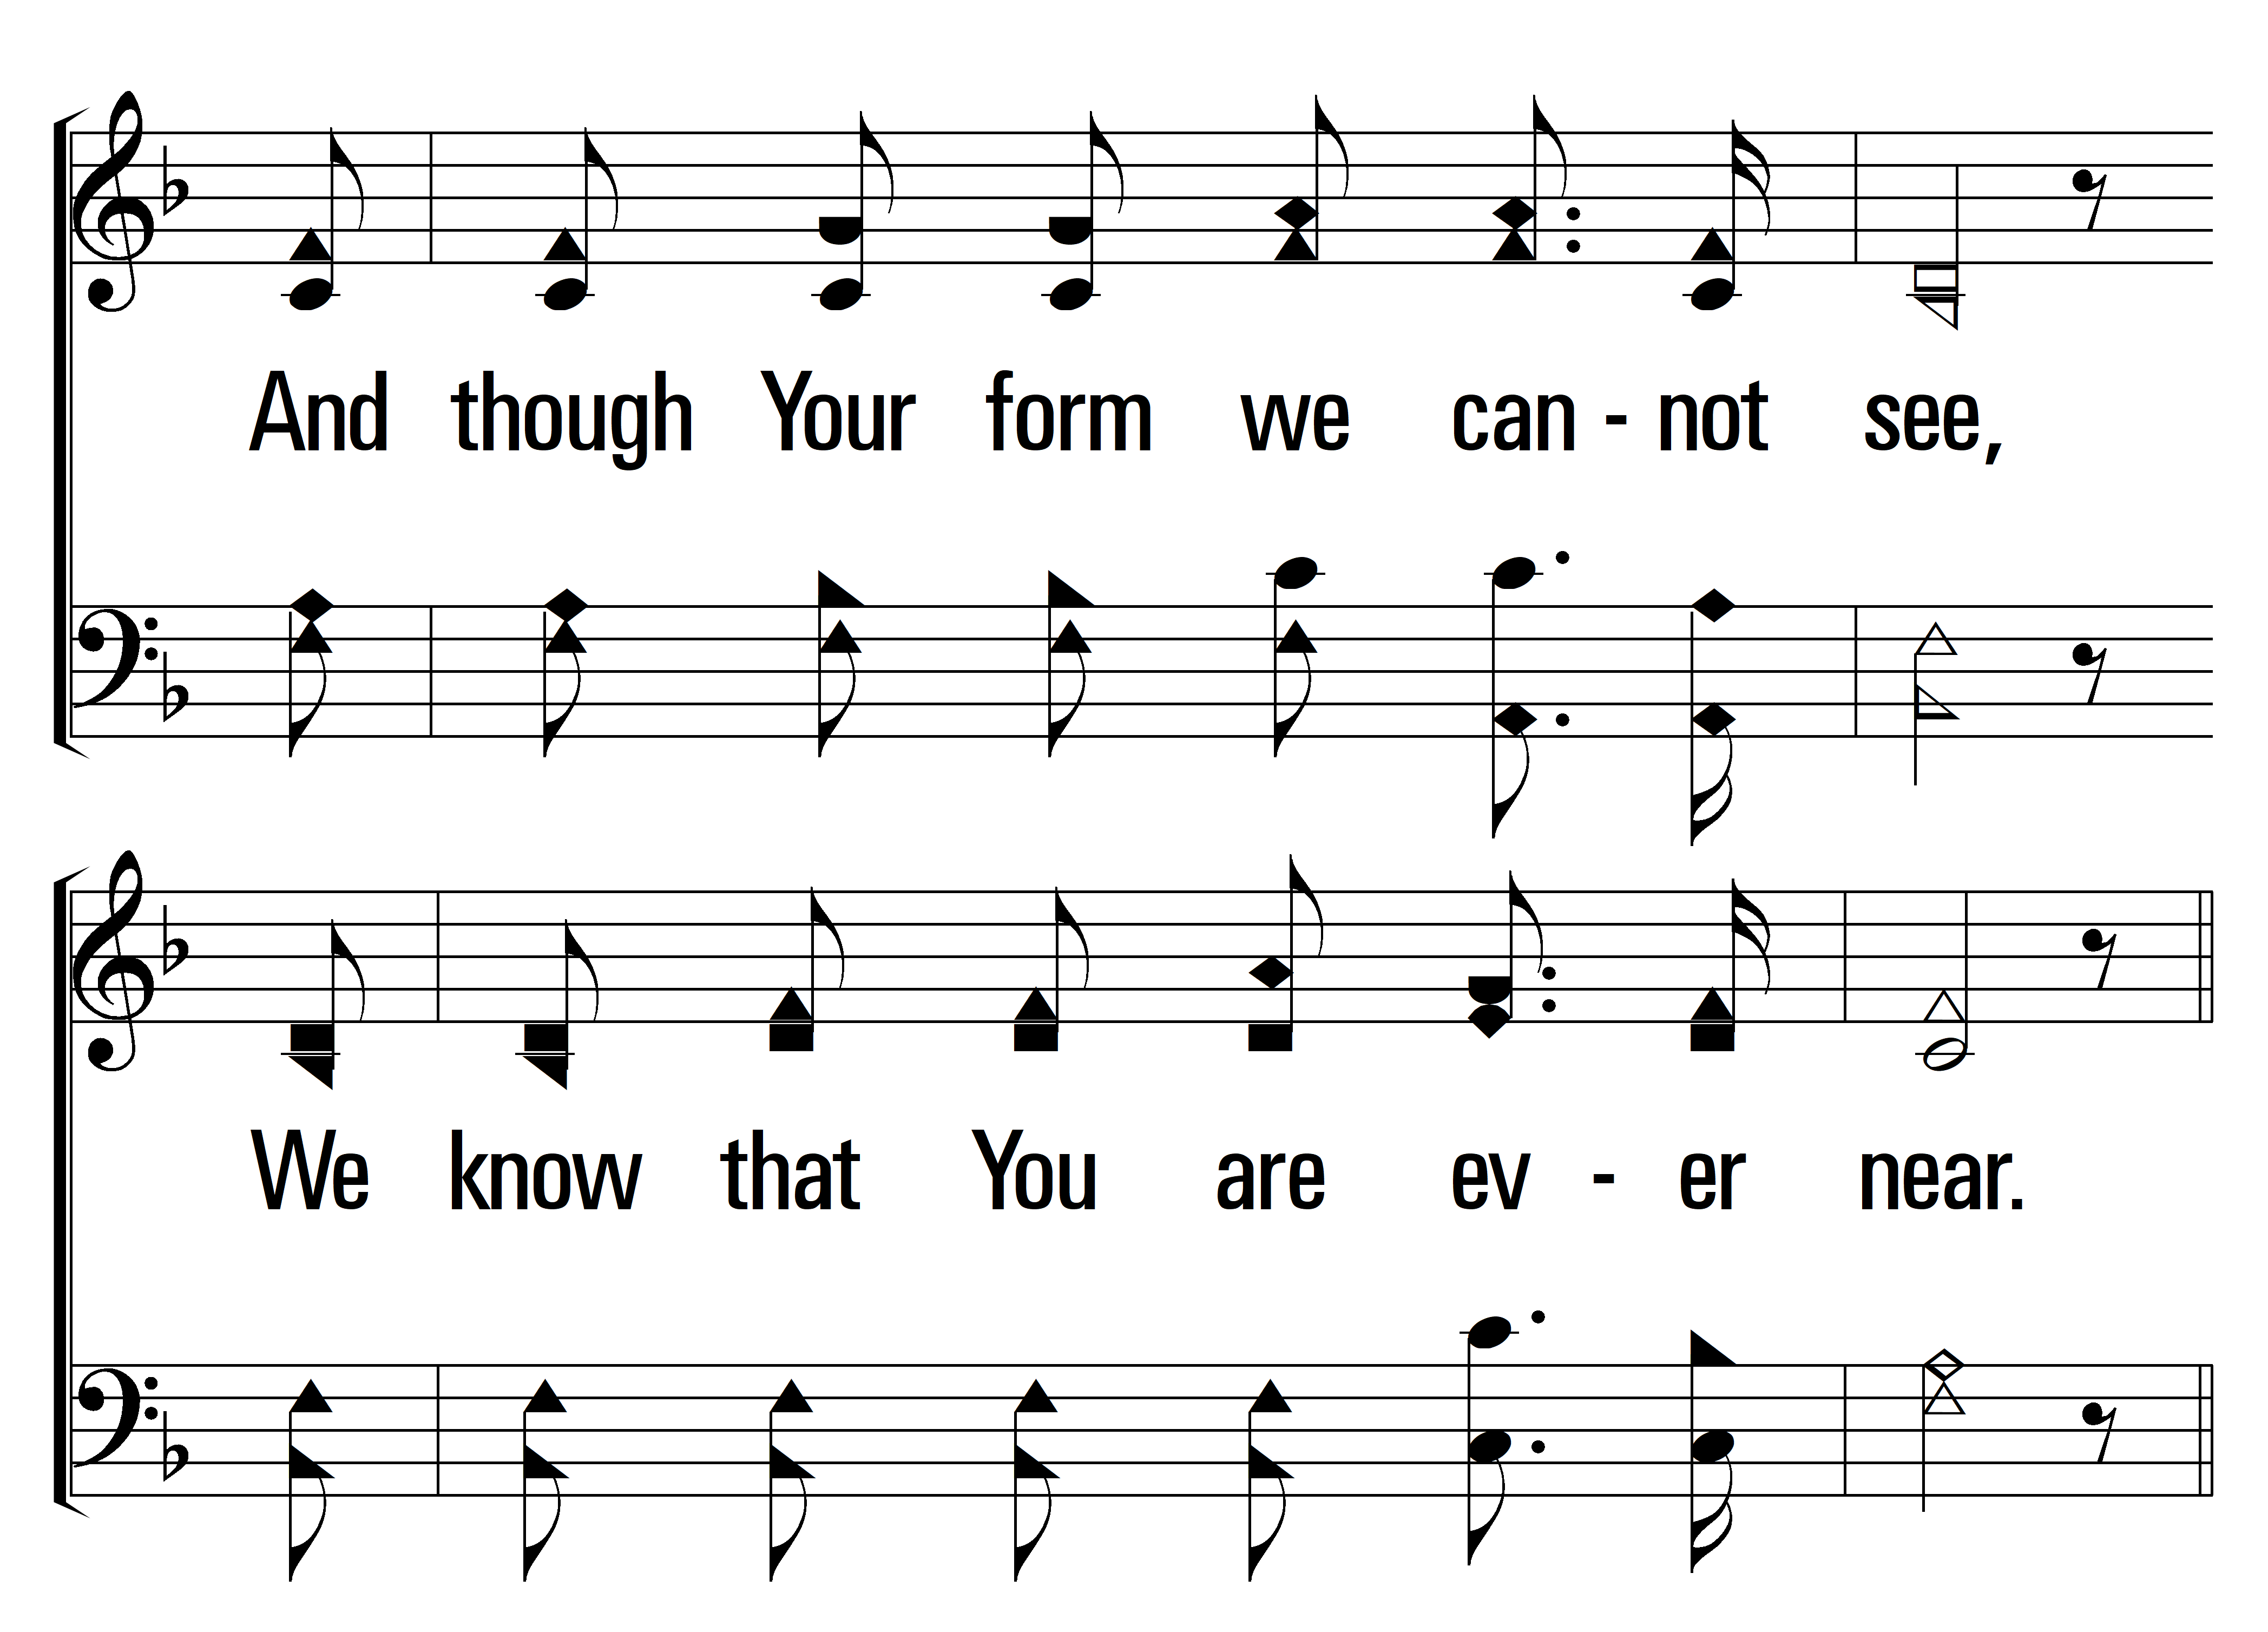 And though Your form we can - not see,
We know that You are ev - er near.